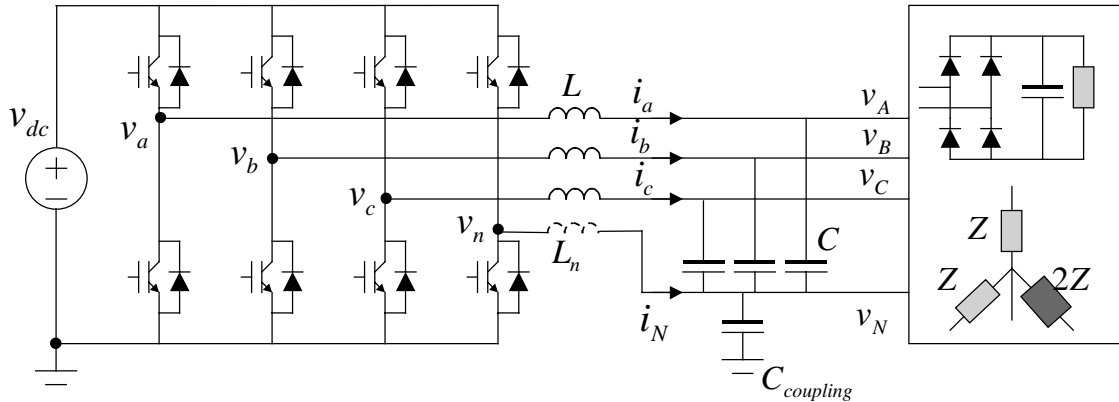 L
i_a
v_A
v_dc
v_a
i_b
v_B
v_b
i_c
v_C
v_c
v_n
L_n
C
Z
Z
2Z
i_N
v_N
C_coupling